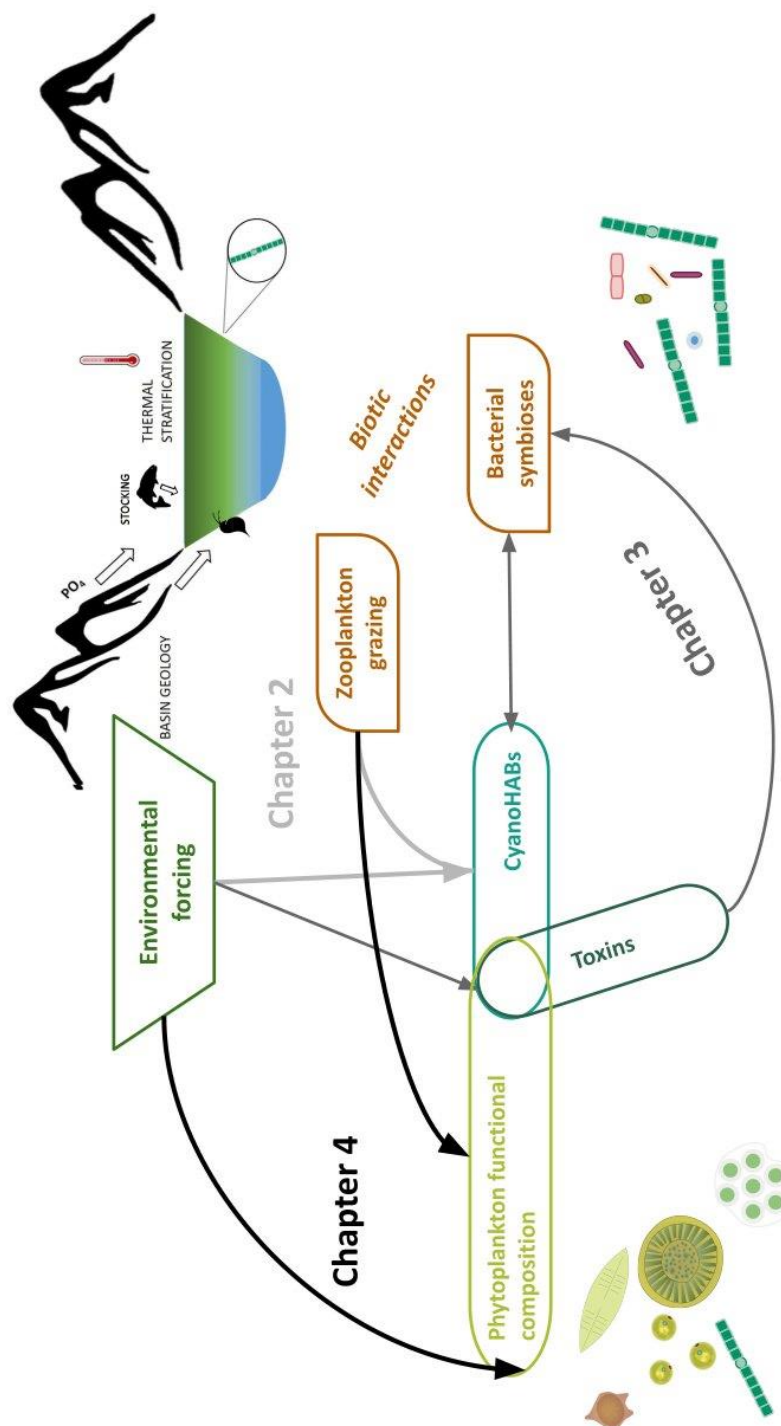 PO₄
STOCKING
THERMAL
STRATIFICATION
BASIN GEOLOGY
Environmental
forcing
Chapter 2
Zooplankton
grazing
Biotic
interactions
Chapter 4
Phytoplankton functional
composition
CyanoHABs
Bacterial
symbioses
Toxins
Chapter 3